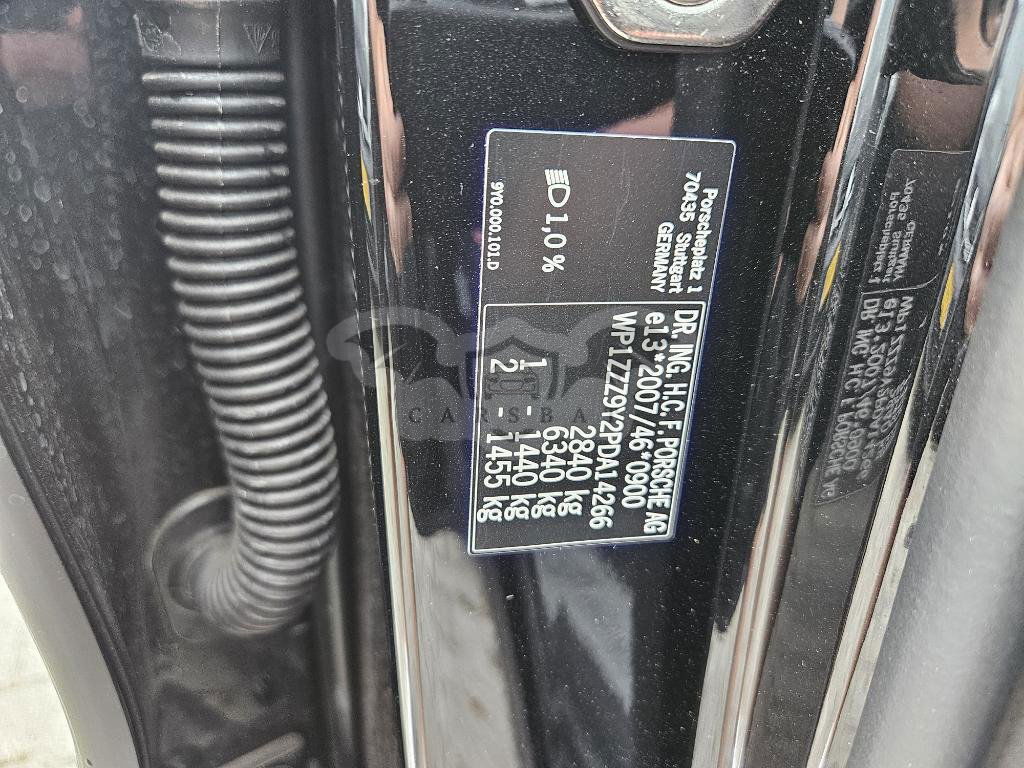 Porscheplatz 1
70435 Stuttgart
GERMANY
1,0 %
9Y0.000.101.D
DR. ING. H.C. F. PORSCHE AG
e13*2007/46*0900
WP1ZZZ9Y2PDA14266
2840 kg
6340 kg
1 - 1440 kg
2 - 1455 kg
CARSBA